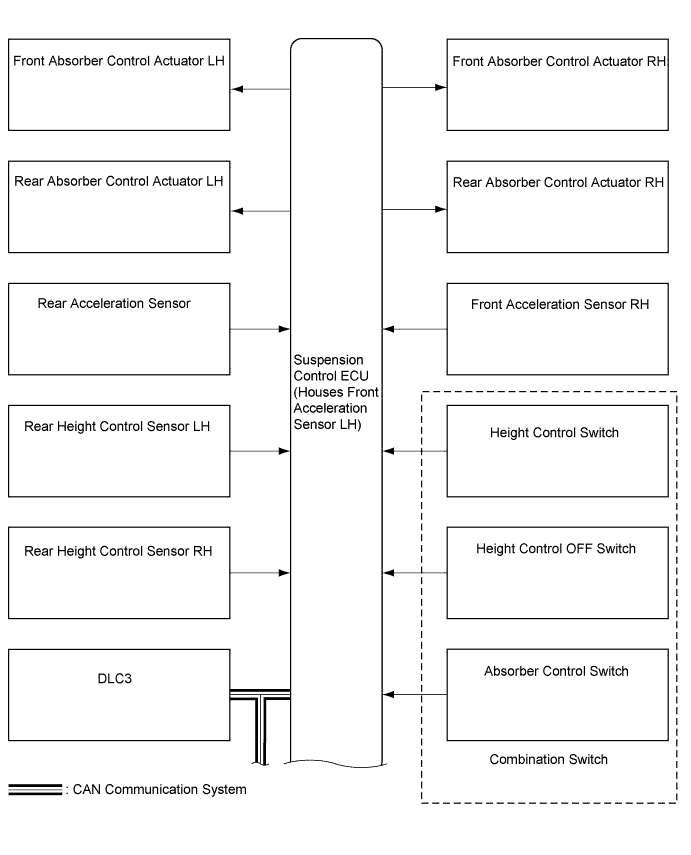 Front Absorber Control Actuator LH
Front Absorber Control Actuator RH
Rear Absorber Control Actuator LH
Rear Absorber Control Actuator RH
Rear Acceleration Sensor
Front Acceleration Sensor RH
Suspension
Control ECU
(Houses Front
Acceleration
Sensor LH)
Rear Height Control Sensor LH
Height Control Switch
Rear Height Control Sensor RH
Height Control OFF Switch
DLC3
Absorber Control Switch
Combination Switch
: CAN Communication System